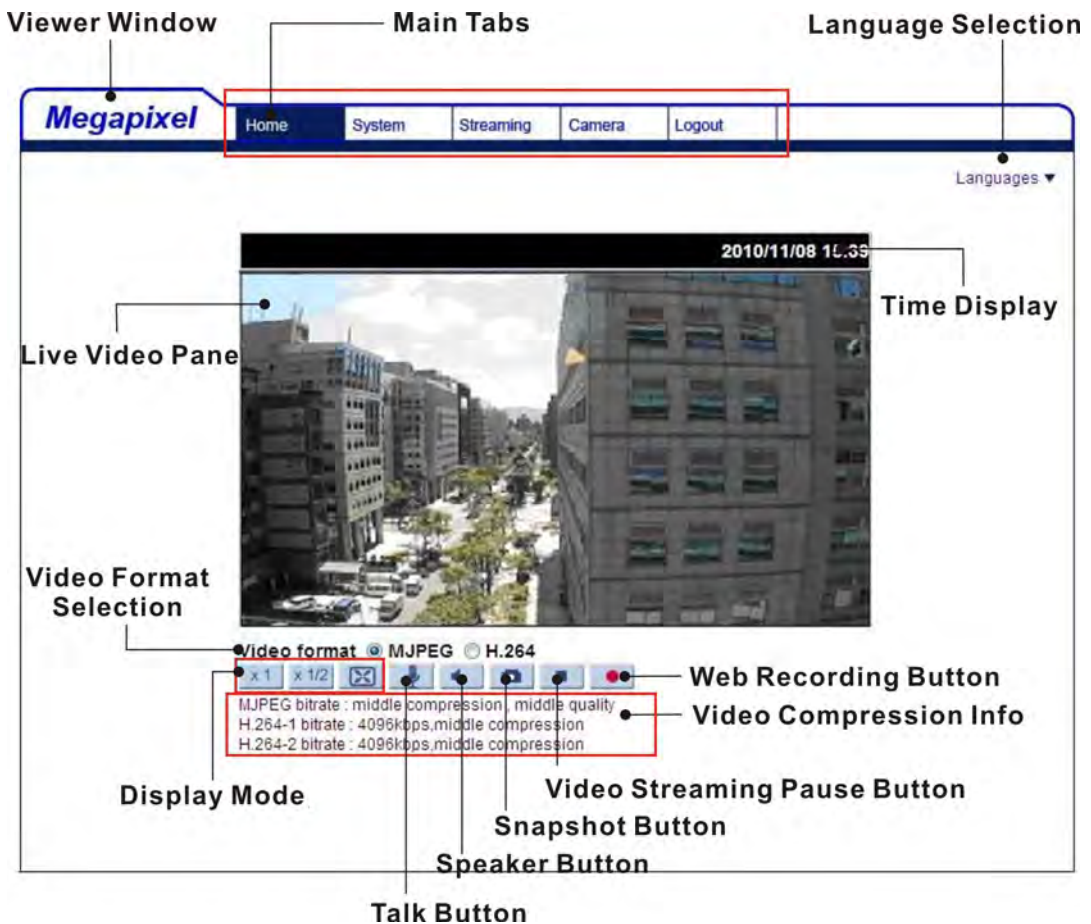 Viewer Window
Main Tabs
Language Selection
Megapixel
Home
System
Streaming
Camera
Logout
Languages ▼
2010/11/08
Time Display
Live Video Pane
Video Format
Selection
Video format MJPEG H.264
x 1
x 1/2
Web Recording Button
MJPEG bitrate : middle compression , middle quality
H.264-1 bitrate : 4096kbps,middle compression
H.264-2 bitrate : 4096kbps,middle compression
Video Compression Info
Display Mode
Video Streaming Pause Button
Snapshot Button
Speaker Button
Talk Button